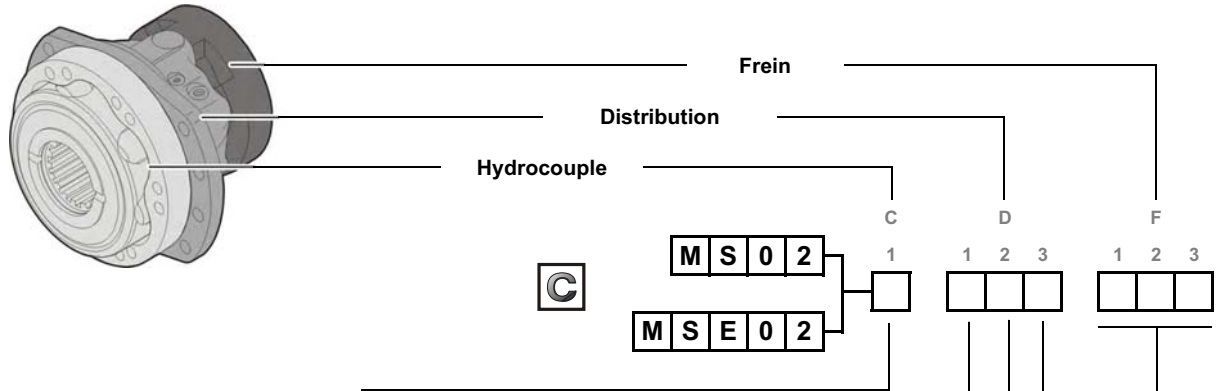 Frein
Distribution
Hydrocouple
C D F
1 1 2 3 1 2 3
M S 0 2
C
M S E 0 2